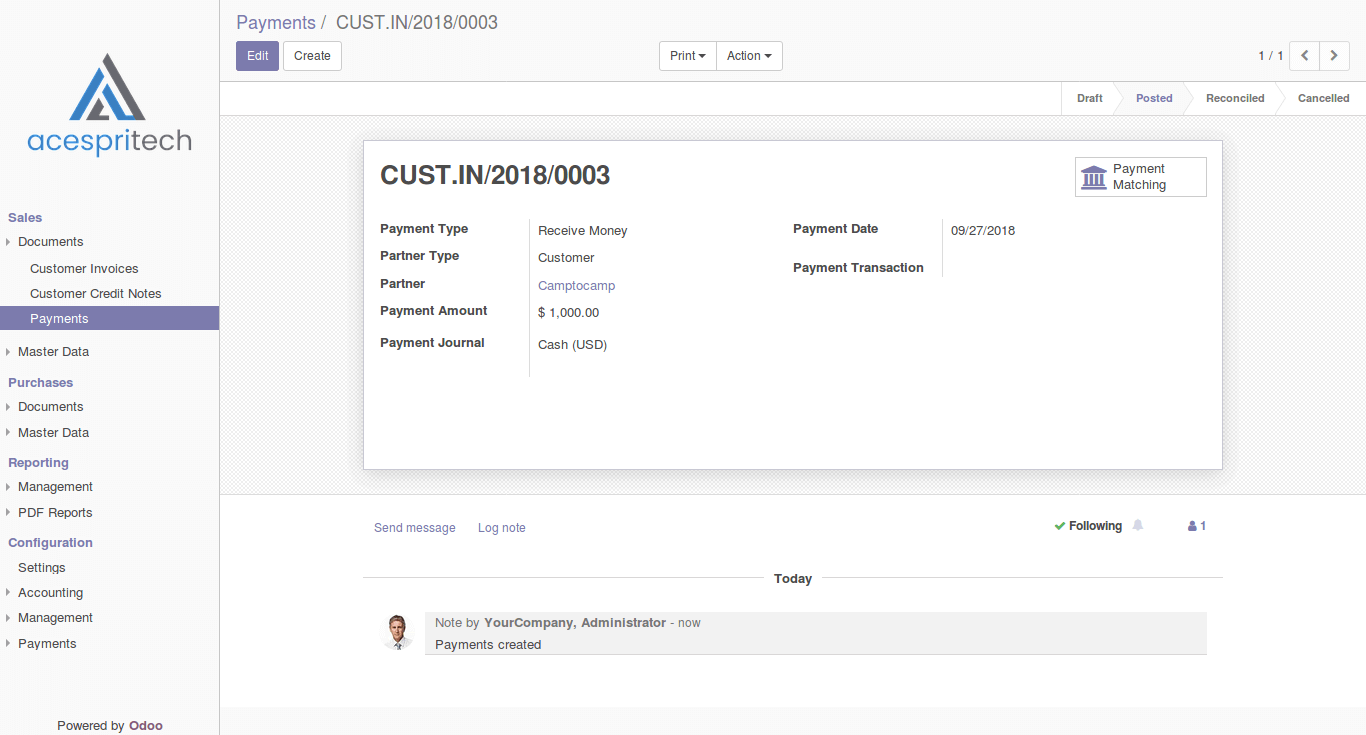 acespritech
Sales
Documents
Customer Invoices
Customer Credit Notes
Payments
Master Data
Purchases
Documents
Master Data
Reporting
Management
PDF Reports
Configuration
Settings
Accounting
Management
Payments
Powered by Odoo
Payments / CUST.IN/2018/0003
Edit Create Print Action 1 / 1
Draft Posted Reconciled Cancelled
CUST.IN/2018/0003
Payment
Matching
Payment Type Receive Money
Partner Type Customer
Partner Camptocamp
Payment Amount $ 1,000.00
Payment Journal Cash (USD)
Payment Date 09/27/2018
Payment Transaction
Send message Log note Following 1
Today
Note by YourCompany, Administrator - now
Payments created